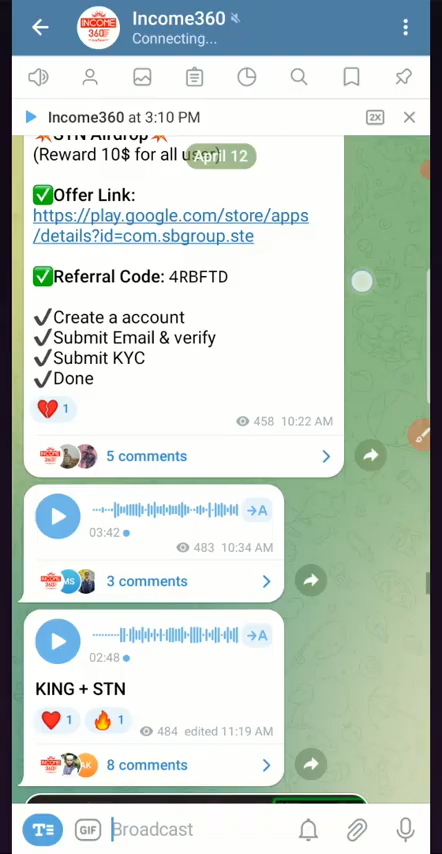 Income360
Connecting...
Income360 at 3:10 PM
2X
STN Airdrop
(Reward 10$ for all user)
April 12
✅Offer Link:
https://play.google.com/store/apps
/details?id=com.sbgroup.ste
✅Referral Code: 4RBFTD
✔Create a account
✔Submit Email & verify
✔Submit KYC
✔Done
1
458 10:22 AM
5 comments
→A
03:42
483 10:34 AM
MS
3 comments
→A
02:48
KING + STN
1 1
484 edited 11:19 AM
AK
8 comments
T
GIF
Broadcast